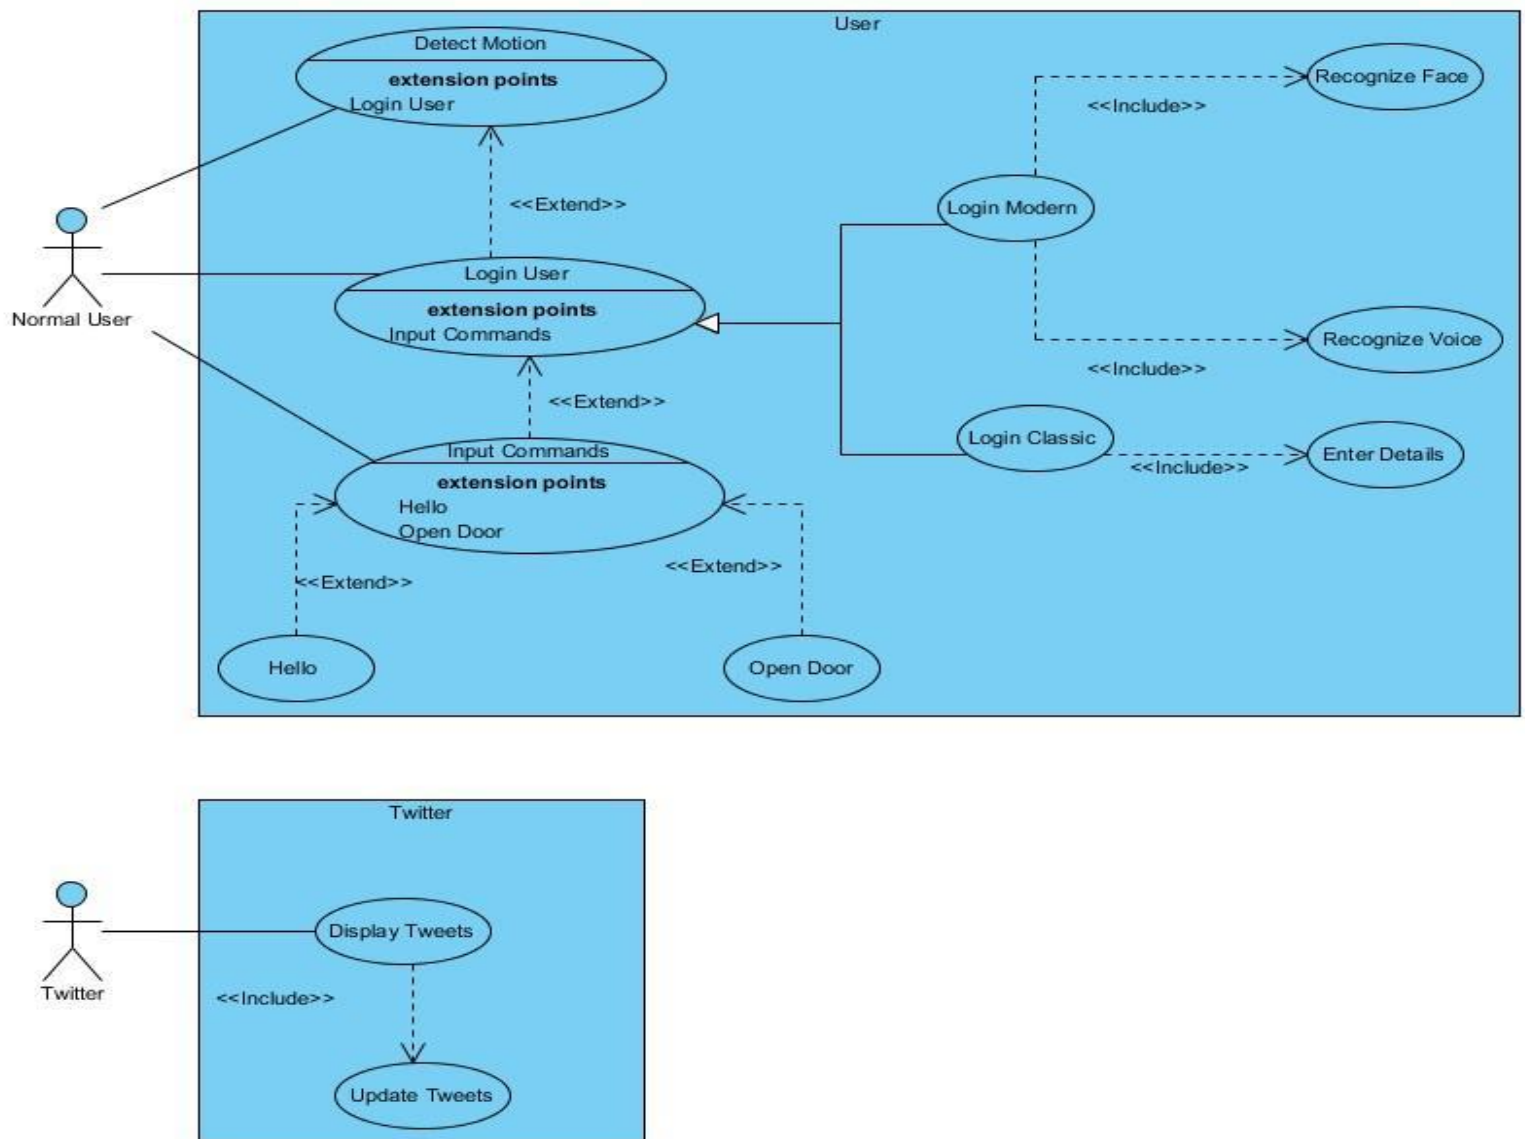 User
Detect Motion
extension points
Login User
<<Extend>>
Recognize Face
<<Include>>
Login Modern
Normal User
Login User
extension points
Input Commands
<<Extend>>
Recognize Voice
<<Include>>
Login Classic
<<Include>>
Enter Details
Input Commands
extension points
Hello
Open Door
<<Extend>>
<<Extend>>
Hello
Open Door
Twitter
Display Tweets
Twitter
<<Include>>
Update Tweets